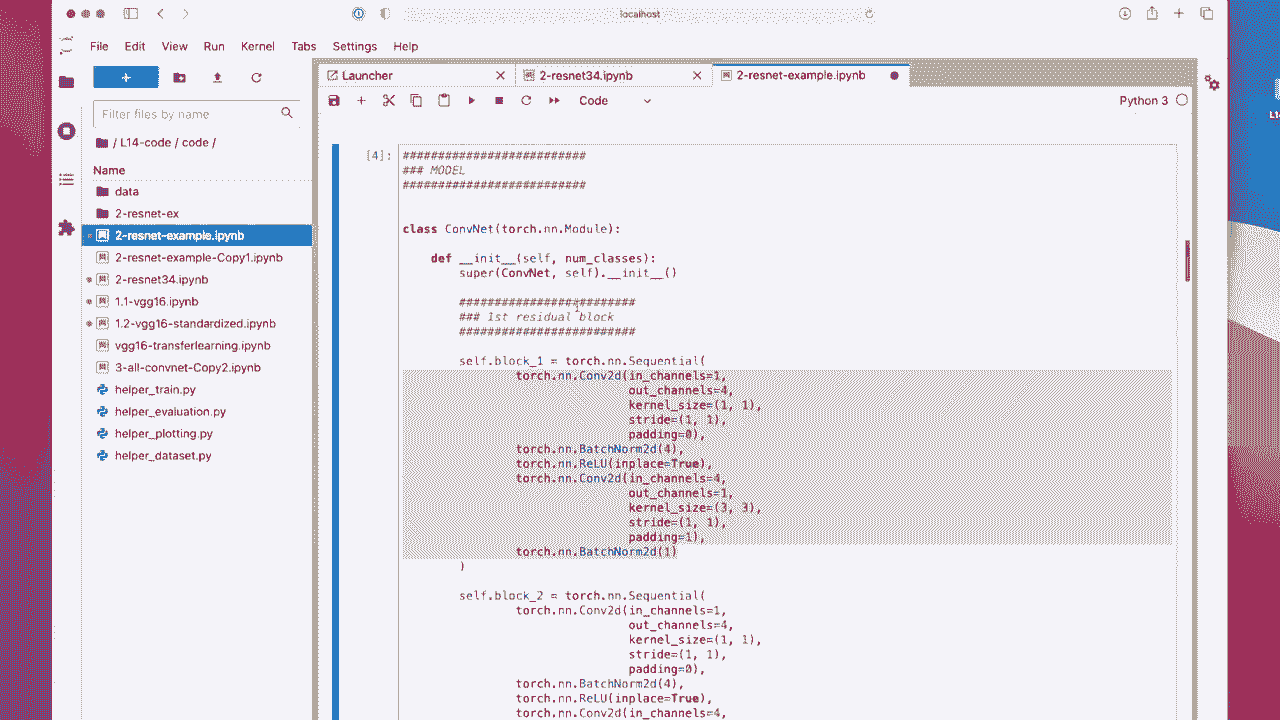 localhost
File Edit View Run Kernel Tabs Settings Help
+
Launcher
2-resnet34.ipynb
2-resnet-example.ipynb
Filter files by name
Code
Python 3
/ L14-code / code /
Name
data
2-resnet-ex
2-resnet-example.ipynb
2-resnet-example-Copy1.ipynb
2-resnet34.ipynb
1.1-vgg16.ipynb
1.2-vgg16-standardized.ipynb
vgg16-transferlearning.ipynb
3-all-convnet-Copy2.ipynb
helper_train.py
helper_evaluation.py
helper_plotting.py
helper_dataset.py
L1
[4]:
##########################
### MODEL
##########################
class ConvNet(torch.nn.Module):
def __init__(self, num_classes):
super(ConvNet, self).__init__()
#########################
### 1st residual block
#########################
self.block_1 = torch.nn.Sequential(
torch.nn.Conv2d(in_channels=1,
out_channels=4,
kernel_size=(1, 1),
stride=(1, 1),
padding=0),
torch.nn.BatchNorm2d(4),
torch.nn.ReLU(inplace=True),
torch.nn.Conv2d(in_channels=4,
out_channels=1,
kernel_size=(3, 3),
stride=(1, 1),
padding=1),
torch.nn.BatchNorm2d(1)
)
self.block_2 = torch.nn.Sequential(
torch.nn.Conv2d(in_channels=1,
out_channels=4,
kernel_size=(1, 1),
stride=(1, 1),
padding=0),
torch.nn.BatchNorm2d(4),
torch.nn.ReLU(inplace=True),
torch.nn.Conv2d(in_channels=4,